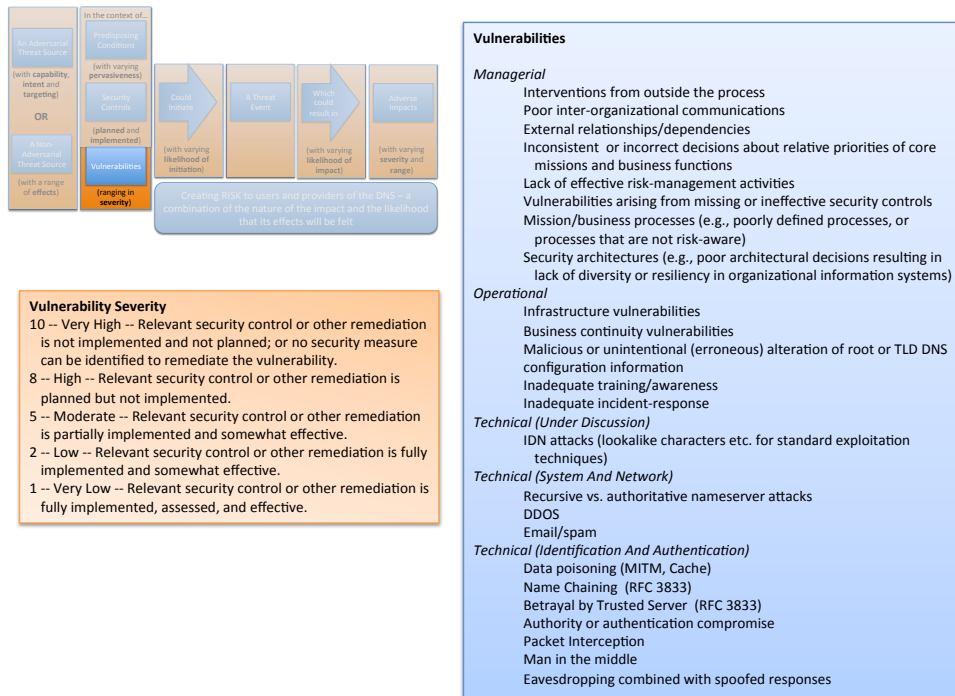 In the context of...
An Adversarial
Threat Source
(with capability,
intent and
targeting)
OR
A Non-
Adversarial
Threat Source
(with a range
of effects)
Predisposing
Conditions
(with varying
pervasiveness)
Security
Controls
(planned and
implemented)
Vulnerabilities
(ranging in
severity)
Could
Initiate
(with varying
likelihood of
initiation)
A Threat
Event
Which
could
result in
(with varying
likelihood of
impact)
Adverse
Impacts
(with varying
severity and
range)
Creating RISK to users and providers of the DNS – a
combination of the nature of the impact and the likelihood
that its effects will be felt
Vulnerability Severity
10 -- Very High -- Relevant security control or other remediation
is not implemented and not planned; or no security measure
can be identified to remediate the vulnerability.
8 -- High -- Relevant security control or other remediation is
planned but not implemented.
5 -- Moderate -- Relevant security control or other remediation
is partially implemented and somewhat effective.
2 -- Low -- Relevant security control or other remediation is fully
implemented and somewhat effective.
1 -- Very Low -- Relevant security control or other remediation is
fully implemented, assessed, and effective.
Vulnerabilities
Managerial
Interventions from outside the process
Poor inter-organizational communications
External relationships/dependencies
Inconsistent or incorrect decisions about relative priorities of core
missions and business functions
Lack of effective risk-management activities
Vulnerabilities arising from missing or ineffective security controls
Mission/business processes (e.g., poorly defined processes, or
processes that are not risk-aware)
Security architectures (e.g., poor architectural decisions resulting in
lack of diversity or resiliency in organizational information systems)
Operational
Infrastructure vulnerabilities
Business continuity vulnerabilities
Malicious or unintentional (erroneous) alteration of root or TLD DNS
configuration information
Inadequate training/awareness
Inadequate incident-response
Technical (Under Discussion)
IDN attacks (lookalike characters etc. for standard exploitation
techniques)
Technical (System And Network)
Recursive vs. authoritative nameserver attacks
DDOS
Email/spam
Technical (Identification And Authentication)
Data poisoning (MITM, Cache)
Name Chaining (RFC 3833)
Betrayal by Trusted Server (RFC 3833)
Authority or authentication compromise
Packet Interception
Man in the middle
Eavesdropping combined with spoofed responses